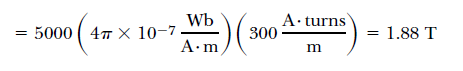 = 5000 ( 4π × 10−7 Wb / A·m ) ( 300 A·turns / m ) = 1.88 T